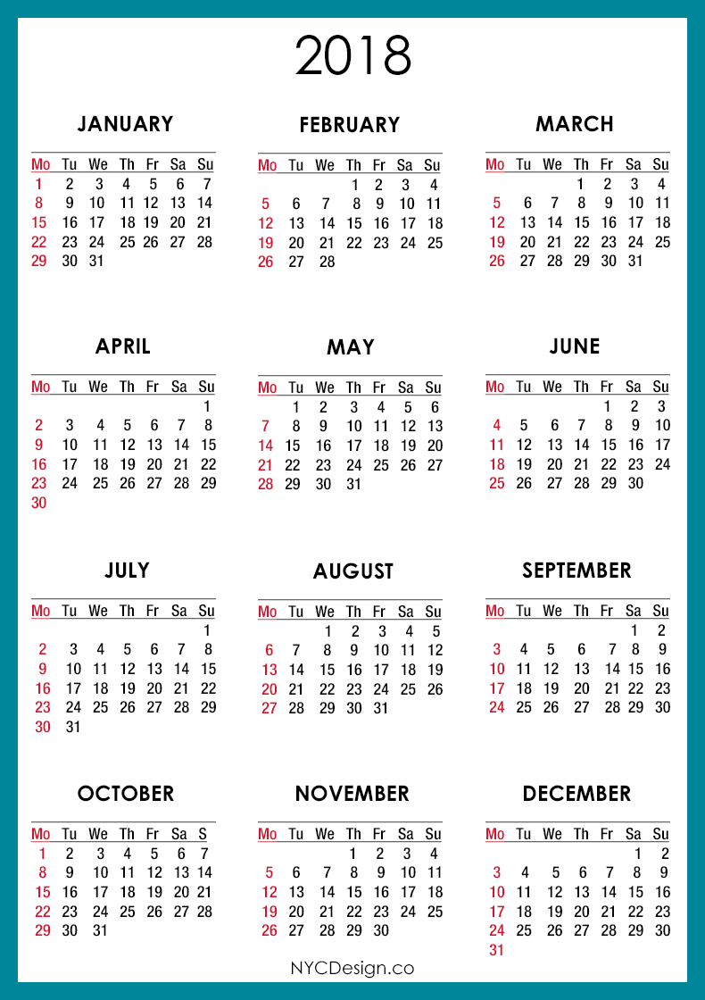 2018
JANUARY FEBRUARY MARCH
Mo Tu We Th Fr Sa Su Mo Tu We Th Fr Sa Su Mo Tu We Th Fr Sa Su
1 2 3 4 5 6 7 1 2 3 4 1 2 3 4
8 9 10 11 12 13 14 5 6 7 8 9 10 11 5 6 7 8 9 10 11
15 16 17 18 19 20 21 12 13 14 15 16 17 18 12 13 14 15 16 17 18
22 23 24 25 26 27 28 19 20 21 22 23 24 25 19 20 21 22 23 24 25
29 30 31 26 27 28 26 27 28 29 30 31
APRIL MAY JUNE
Mo Tu We Th Fr Sa Su Mo Tu We Th Fr Sa Su Mo Tu We Th Fr Sa Su
1 1 2 3 4 5 6 1 2 3
2 3 4 5 6 7 8 7 8 9 10 11 12 13 4 5 6 7 8 9 10
9 10 11 12 13 14 15 14 15 16 17 18 19 20 11 12 13 14 15 16 17
16 17 18 19 20 21 22 21 22 23 24 25 26 27 18 19 20 21 22 23 24
23 24 25 26 27 28 29 28 29 30 31 25 26 27 28 29 30
30
JULY AUGUST SEPTEMBER
Mo Tu We Th Fr Sa Su Mo Tu We Th Fr Sa Su Mo Tu We Th Fr Sa Su
1 1 2 3 4 5 1 2
2 3 4 5 6 7 8 6 7 8 9 10 11 12 3 4 5 6 7 8 9
9 10 11 12 13 14 15 13 14 15 16 17 18 19 10 11 12 13 14 15 16
16 17 18 19 20 21 22 20 21 22 23 24 25 26 17 18 19 20 21 22 23
23 24 25 26 27 28 29 27 28 29 30 31 24 25 26 27 28 29 30
30 31
OCTOBER NOVEMBER DECEMBER
Mo Tu We Th Fr Sa S Mo Tu We Th Fr Sa Su Mo Tu We Th Fr Sa Su
1 2 3 4 5 6 7 1 2 3 4 1 2
8 9 10 11 12 13 14 5 6 7 8 9 10 11 3 4 5 6 7 8 9
15 16 17 18 19 20 21 12 13 14 15 16 17 18 10 11 12 13 14 15 16
22 23 24 25 26 27 28 19 20 21 22 23 24 25 17 18 19 20 21 22 23
29 30 31 26 27 28 29 30 24 25 26 27 28 29 30
31
NYCDesign.co